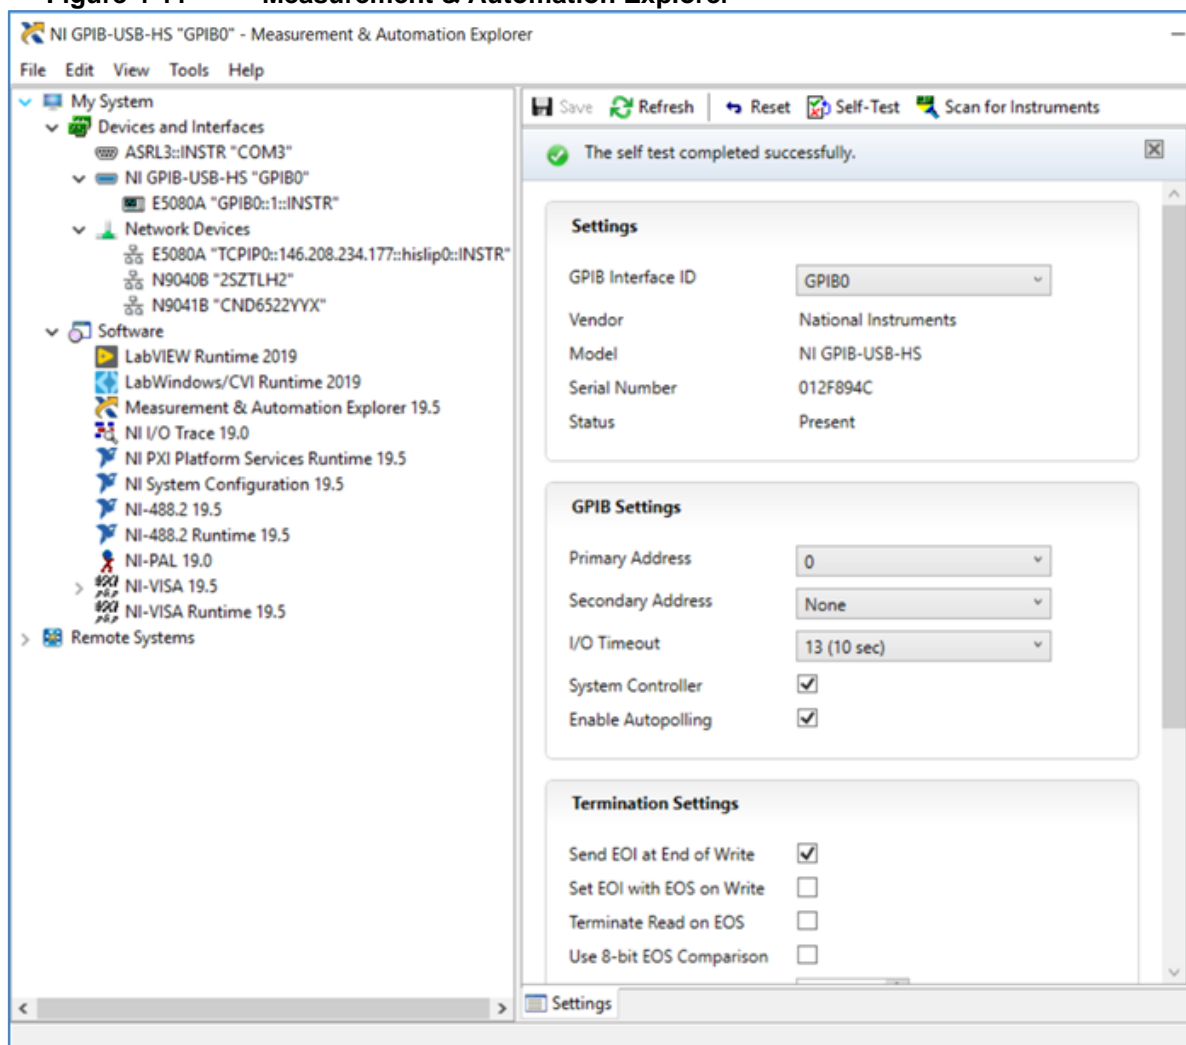 NI GPIB-USB-HS "GPIB0" - Measurement & Automation Explorer
File Edit View Tools Help
My System
Devices and Interfaces
ASRL3::INSTR "COM3"
NI GPIB-USB-HS "GPIB0"
E5080A "GPIB0::1::INSTR"
Network Devices
E5080A "TCPIP0::146.208.234.177::hislip0::INSTR"
N9040B "2SZTLH2"
N9041B "CND6522YYX"
Software
LabVIEW Runtime 2019
LabWindows/CVI Runtime 2019
Measurement & Automation Explorer 19.5
NI I/O Trace 19.0
NI PXI Platform Services Runtime 19.5
NI System Configuration 19.5
NI-488.2 19.5
NI-488.2 Runtime 19.5
NI-PAL 19.0
NI-VISA 19.5
NI-VISA Runtime 19.5
Remote Systems
Save Refresh Reset Self-Test Scan for Instruments
The self test completed successfully.
Settings
GPIB Interface ID GPIB0
Vendor National Instruments
Model NI GPIB-USB-HS
Serial Number 012F894C
Status Present
GPIB Settings
Primary Address 0
Secondary Address None
I/O Timeout 13 (10 sec)
System Controller
Enable Autopolling
Termination Settings
Send EOI at End of Write
Set EOI with EOS on Write
Terminate Read on EOS
Use 8-bit EOS Comparison
Settings